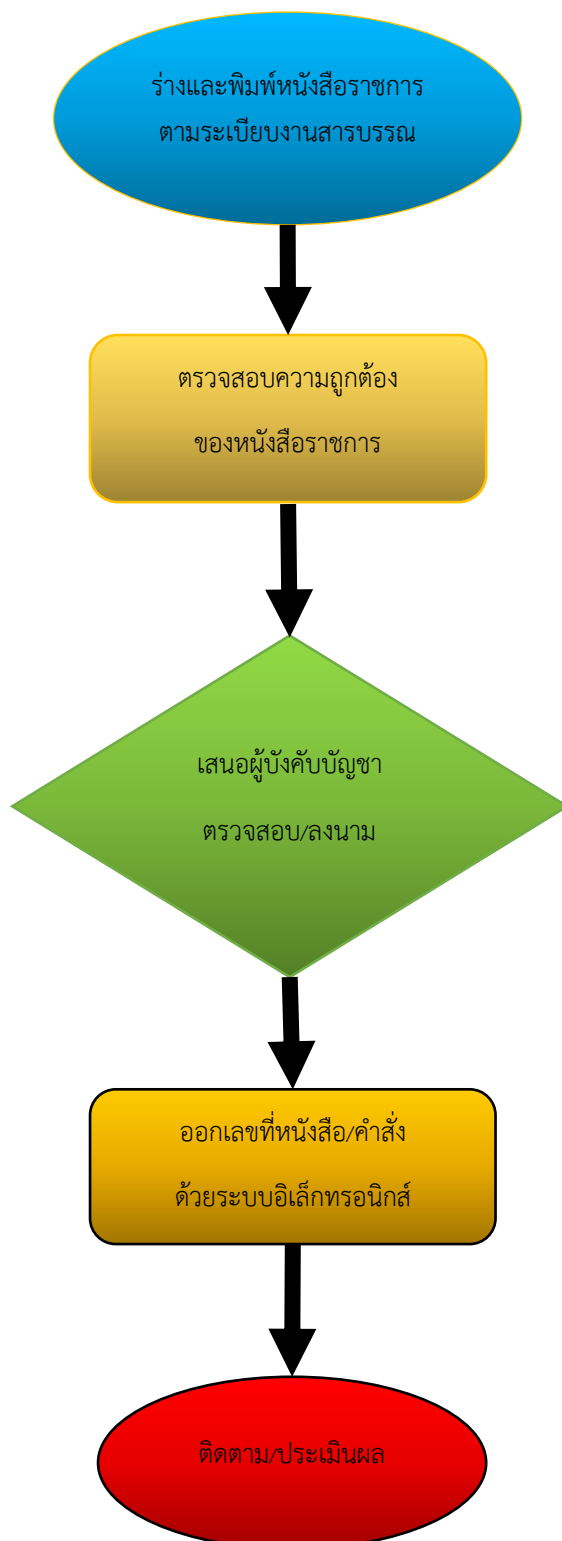 ร่างและพิมพ์หนังสือราชการ
ตามระเบียบงานสารบรรณ
ตรวจสอบความถูกต้อง
ของหนังสือราชการ
เสนอผู้บังคับบัญชา
ตรวจสอบ/ลงนาม
ออกเลขที่หนังสือ/คำสั่ง
ด้วยระบบอิเล็กทรอนิกส์
ติดตาม/ประเมินผล